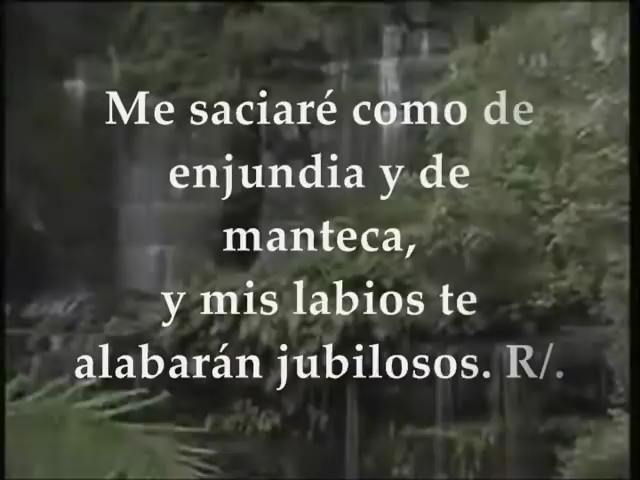 Me saciaré como de
enjundia y de
manteca,
y mis labios te
alabarán jubilosos. R/.